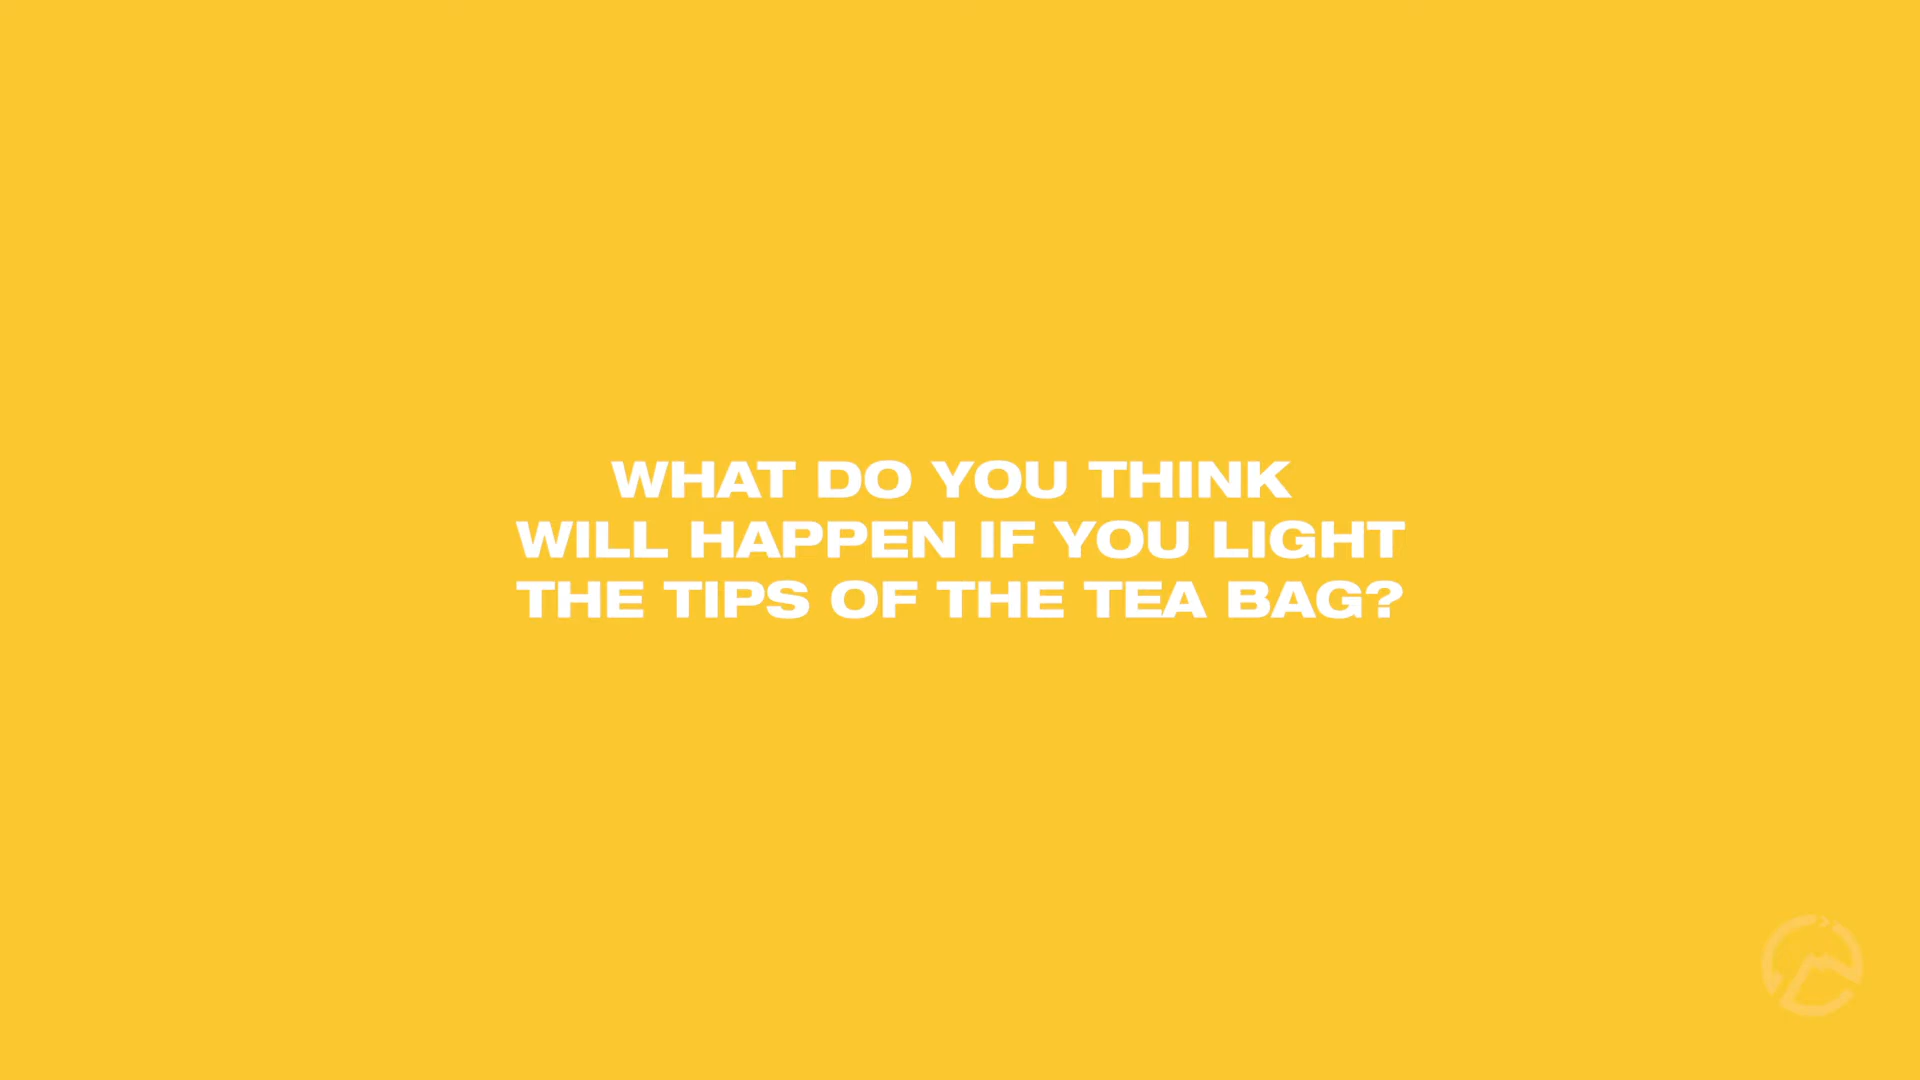 WHAT DO YOU THINK
WILL HAPPEN IF YOU LIGHT
THE TIPS OF THE TEA BAG?